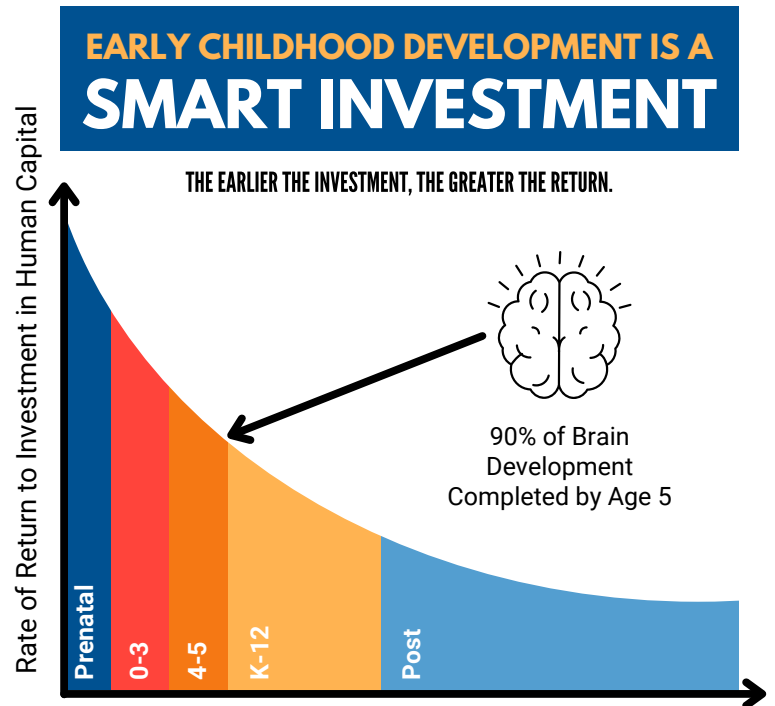 EARLY CHILDHOOD DEVELOPMENT IS A
SMART INVESTMENT
THE EARLIER THE INVESTMENT, THE GREATER THE RETURN.
Rate of Return to Investment in Human Capital
90% of Brain
Development
Completed by Age 5
Prenatal
0-3
4-5
K-12
Post